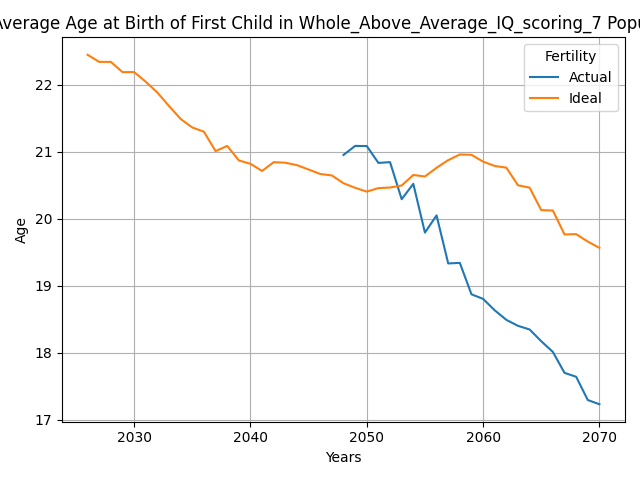 Average Age at Birth of First Child in Whole_Above_Average_IQ_scoring_7 Popu
Fertility
Actual
Ideal
22
21
20
19
18
17
Age
2030 2040 2050 2060 2070
Years